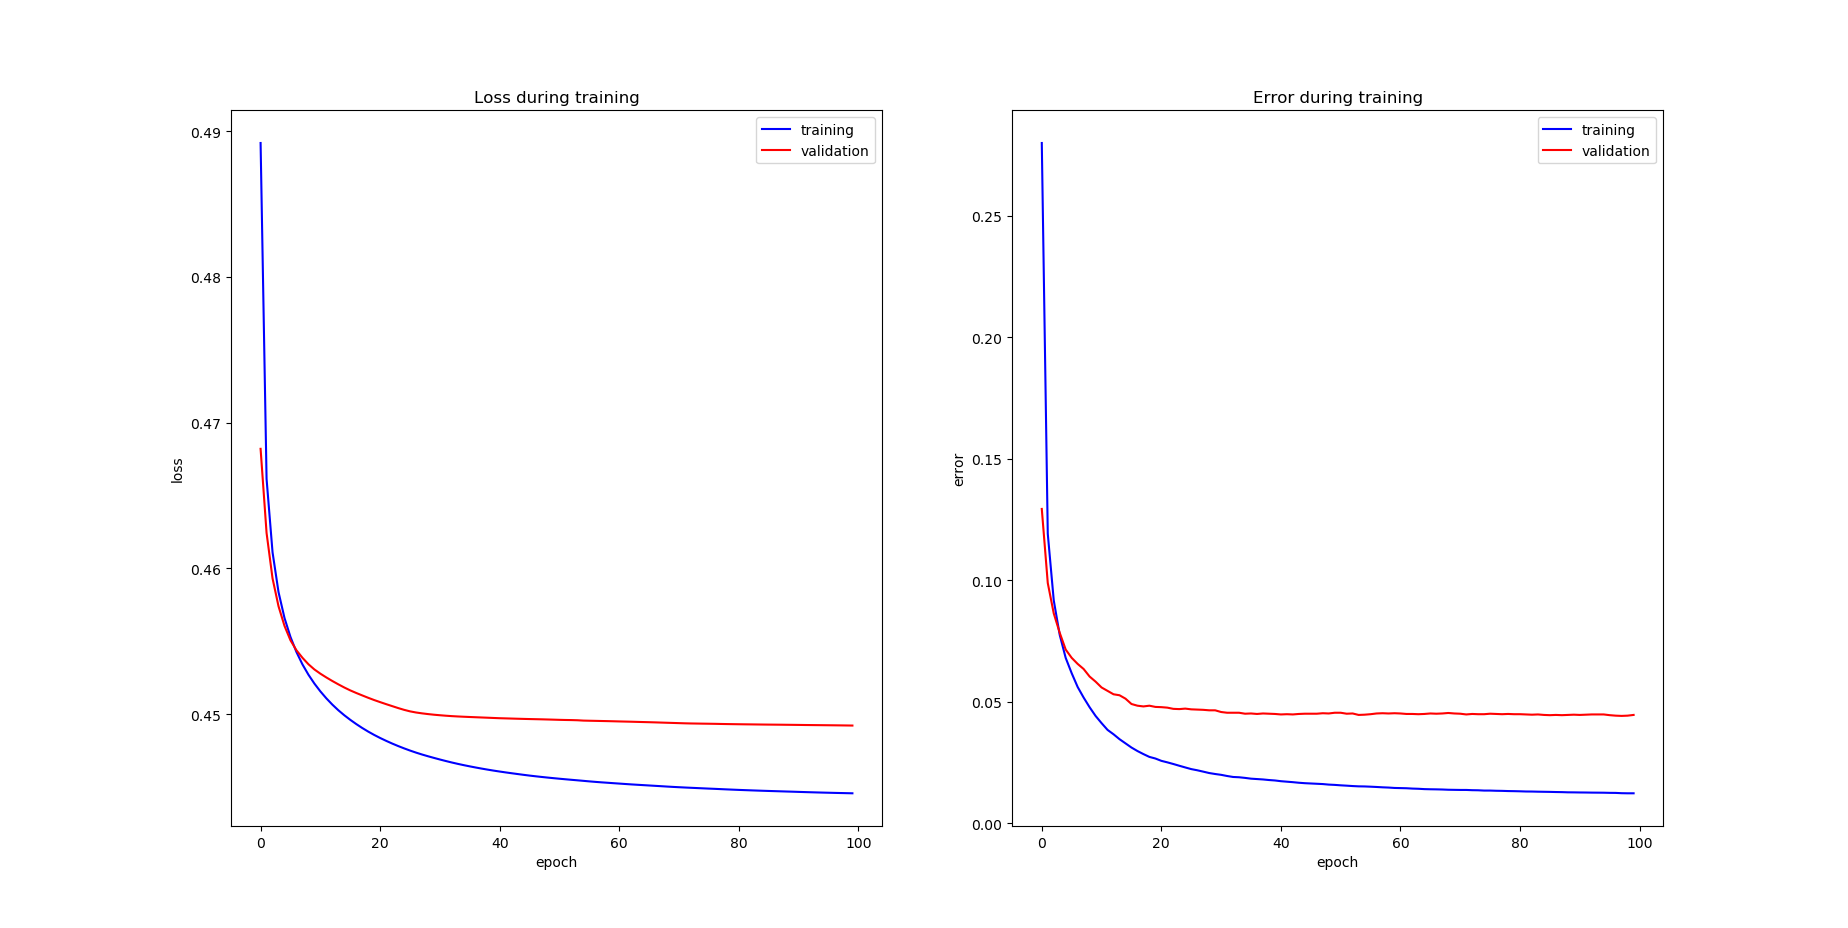 Loss during training
training
validation
0.49
0.48
0.47
0.46
0.45
loss
0
20
40
60
80
100
epoch
Error during training
training
validation
0.25
0.20
0.15
0.10
0.05
0.00
error
0
20
40
60
80
100
epoch